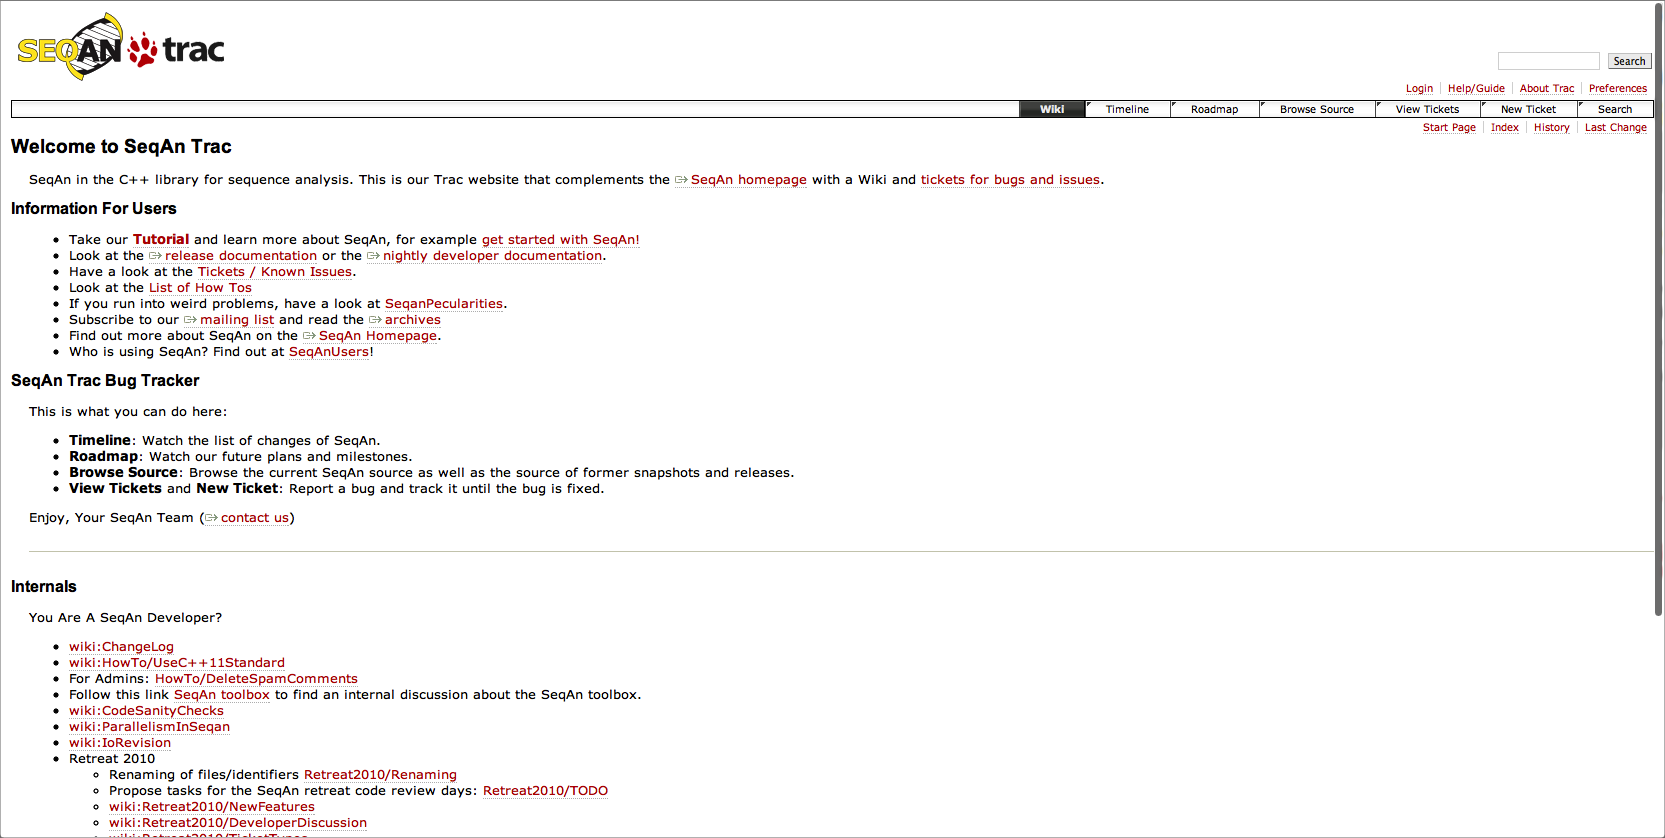 SEQAN trac
Search
Login Help/Guide About Trac Preferences
Wiki Timeline Roadmap Browse Source View Tickets New Ticket Search
Start Page Index History Last Change
Welcome to SeqAn Trac
SeqAn in the C++ library for sequence analysis. This is our Trac website that complements the SeqAn homepage with a Wiki and tickets for bugs and issues.
Information For Users
Take our Tutorial and learn more about SeqAn, for example get started with SeqAn!
Look at the release documentation or the nightly developer documentation.
Have a look at the Tickets / Known Issues.
Look at the List of How Tos
If you run into weird problems, have a look at SeqanPecularities.
Subscribe to our mailing list and read the archives
Find out more about SeqAn on the SeqAn Homepage.
Who is using SeqAn? Find out at SeqAnUsers!
SeqAn Trac Bug Tracker
This is what you can do here:
Timeline: Watch the list of changes of SeqAn.
Roadmap: Watch our future plans and milestones.
Browse Source: Browse the current SeqAn source as well as the source of former snapshots and releases.
View Tickets and New Ticket: Report a bug and track it until the bug is fixed.
Enjoy, Your SeqAn Team (contact us)
Internals
You Are A SeqAn Developer?
wiki:ChangeLog
wiki:HowTo/UseC++11Standard
For Admins: HowTo/DeleteSpamComments
Follow this link SeqAn toolbox to find an internal discussion about the SeqAn toolbox.
wiki:CodeSanityChecks
wiki:ParallelismInSeqan
wiki:IoRevision
Retreat 2010
Renaming of files/identifiers Retreat2010/Renaming
Propose tasks for the SeqAn retreat code review days: Retreat2010/TODO
wiki:Retreat2010/NewFeatures
wiki:Retreat2010/DeveloperDiscussion
wiki:Retreat2010/TicketTypes